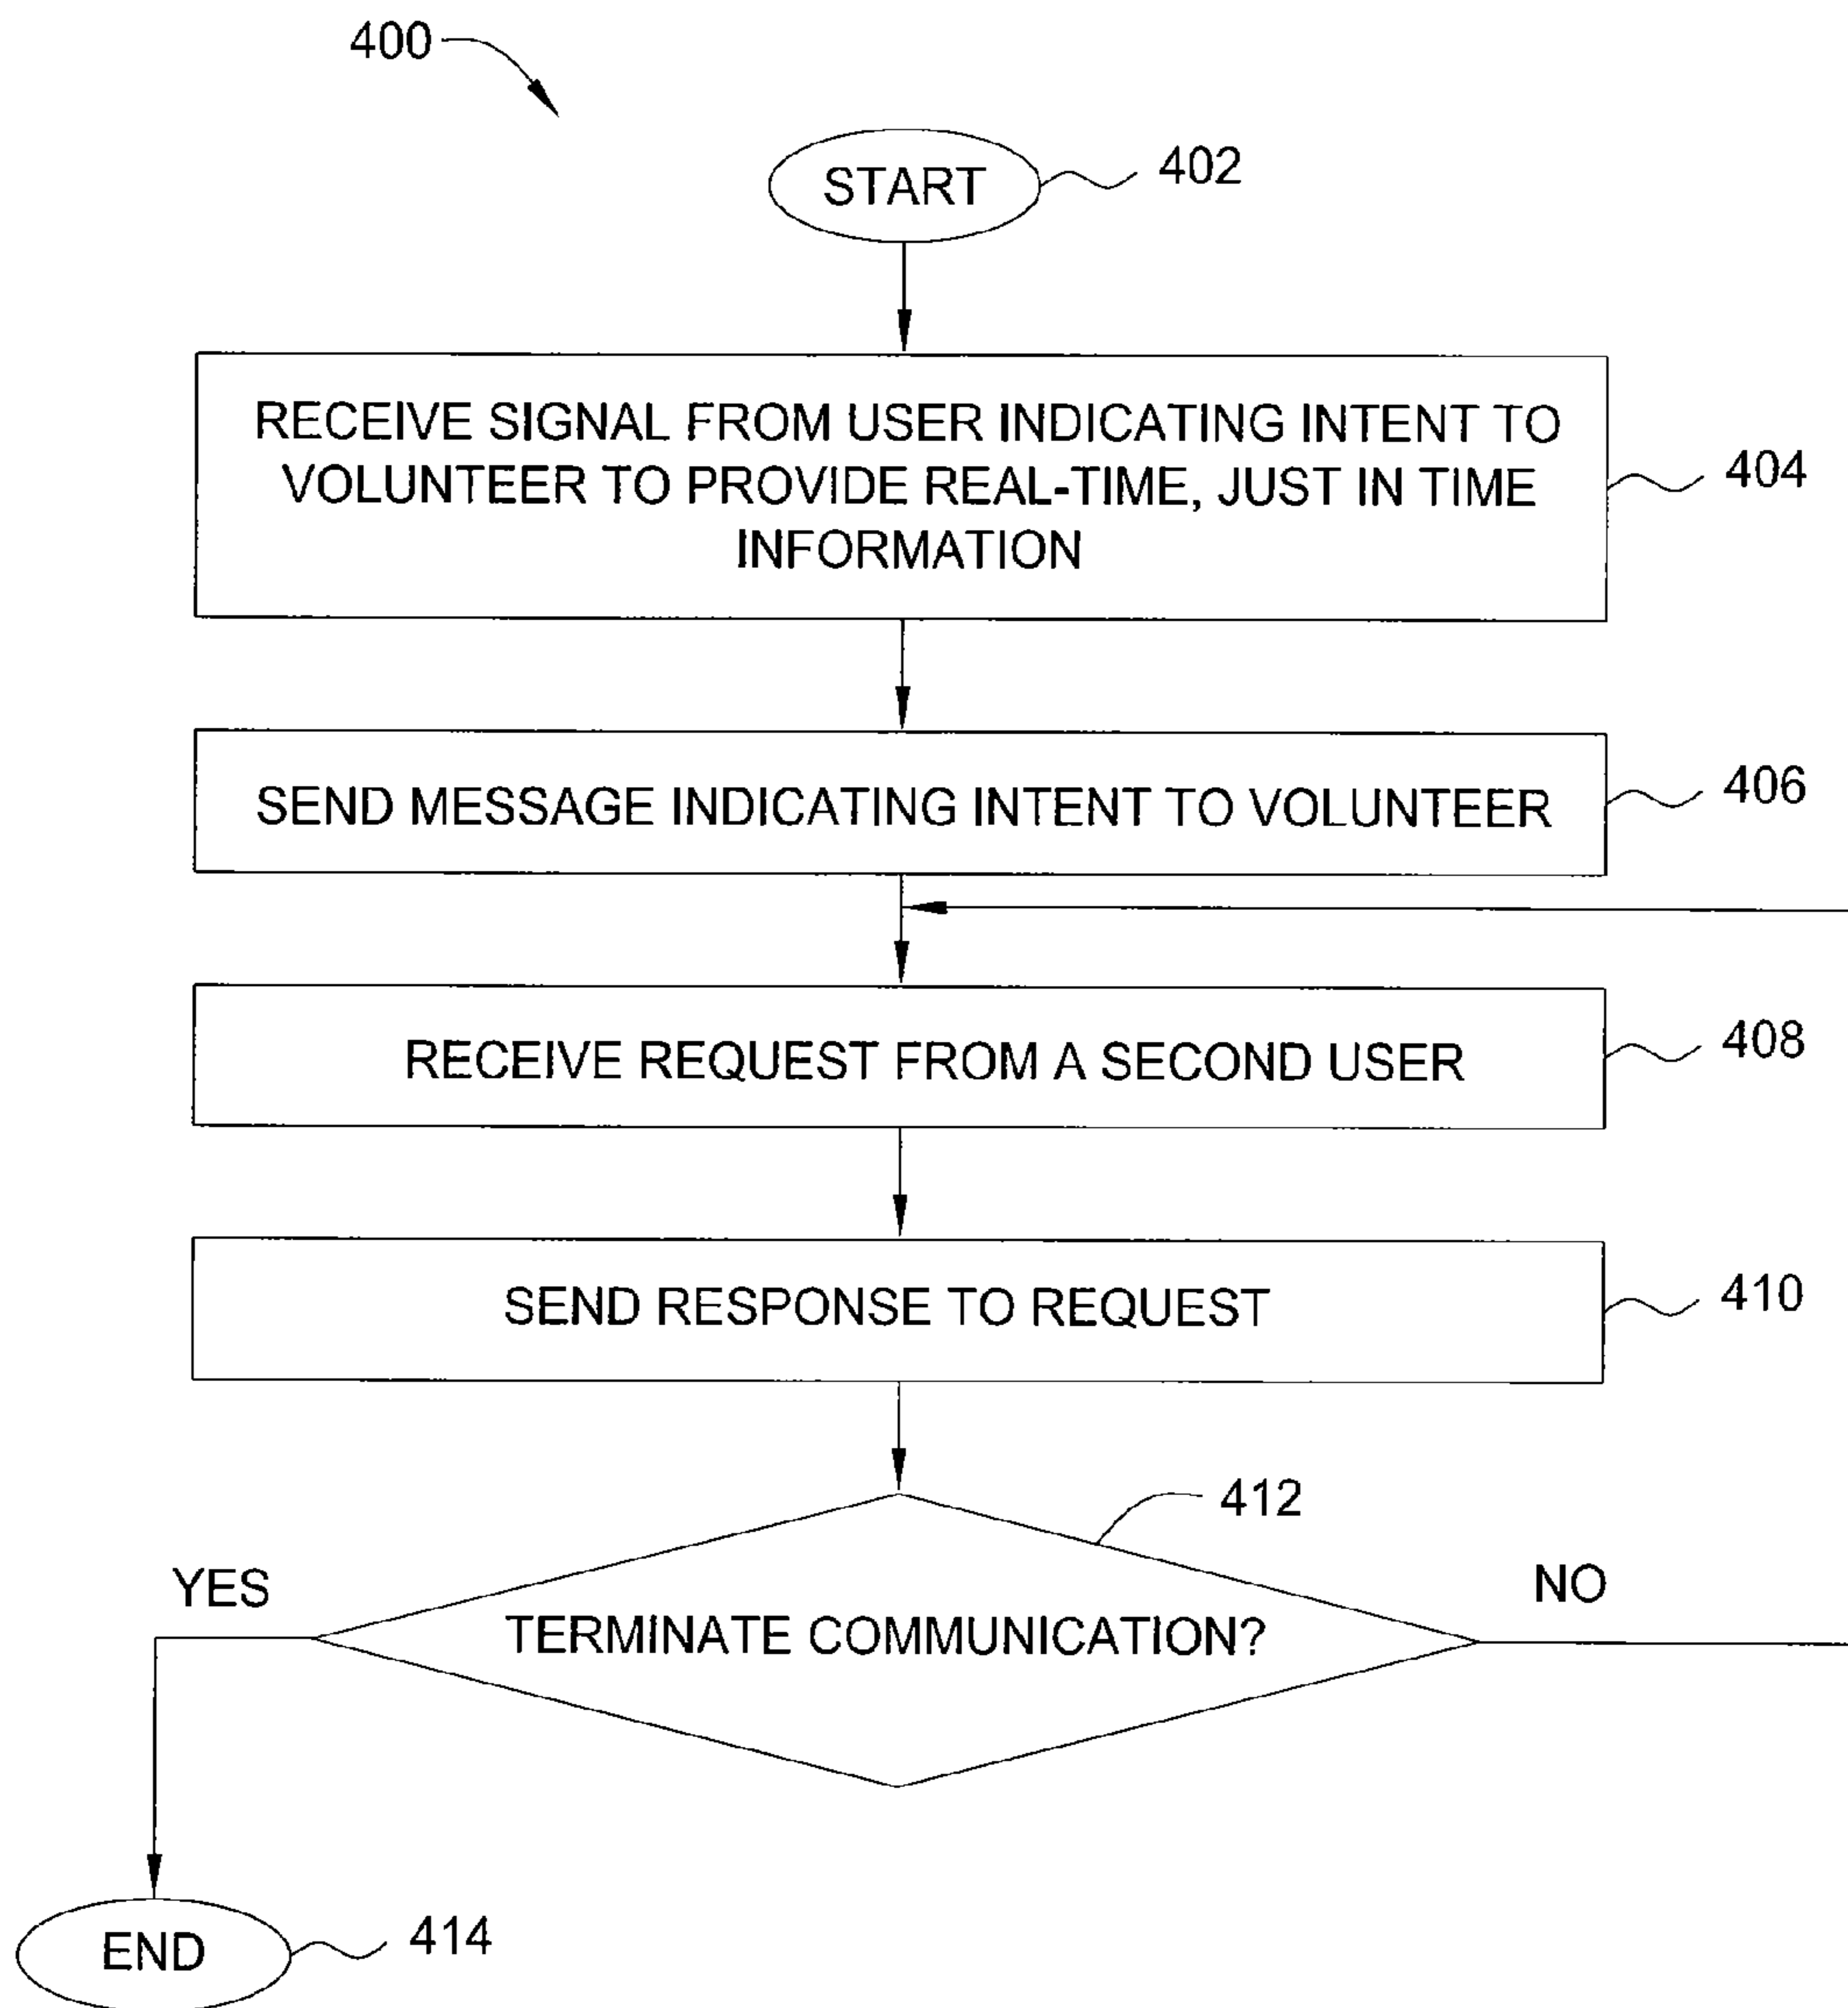 400
START
402
RECEIVE SIGNAL FROM USER INDICATING INTENT TO
VOLUNTEER TO PROVIDE REAL-TIME, JUST IN TIME
INFORMATION
404
SEND MESSAGE INDICATING INTENT TO VOLUNTEER
406
RECEIVE REQUEST FROM A SECOND USER
408
SEND RESPONSE TO REQUEST
410
412
YES
NO
TERMINATE COMMUNICATION?
END
414